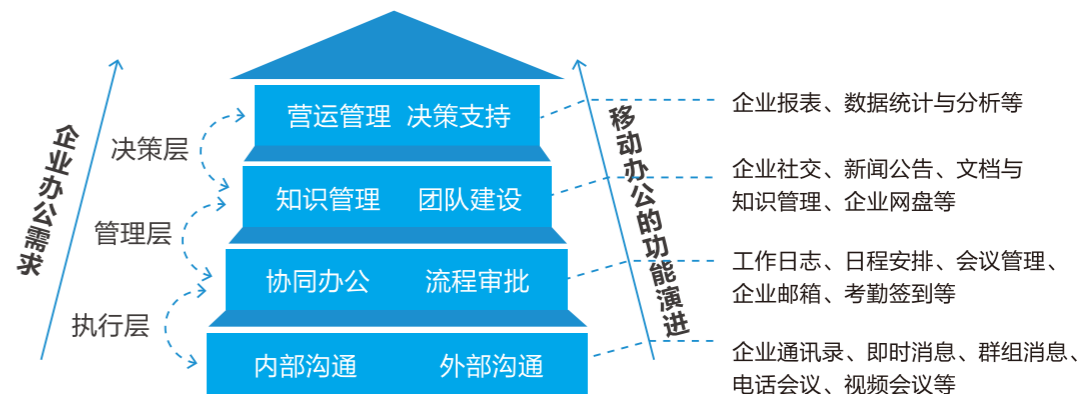 企业办公需求
决策层
管理层
执行层
营运管理 决策支持
知识管理 团队建设
协同办公 流程审批
内部沟通 外部沟通
移动办公的功能演进
企业报表、数据统计与分析等
企业社交、新闻公告、文档与
知识管理、企业网盘等
工作日志、日程安排、会议管理、
企业邮箱、考勤签到等
企业通讯录、即时消息、群组消息、
电话会议、视频会议等